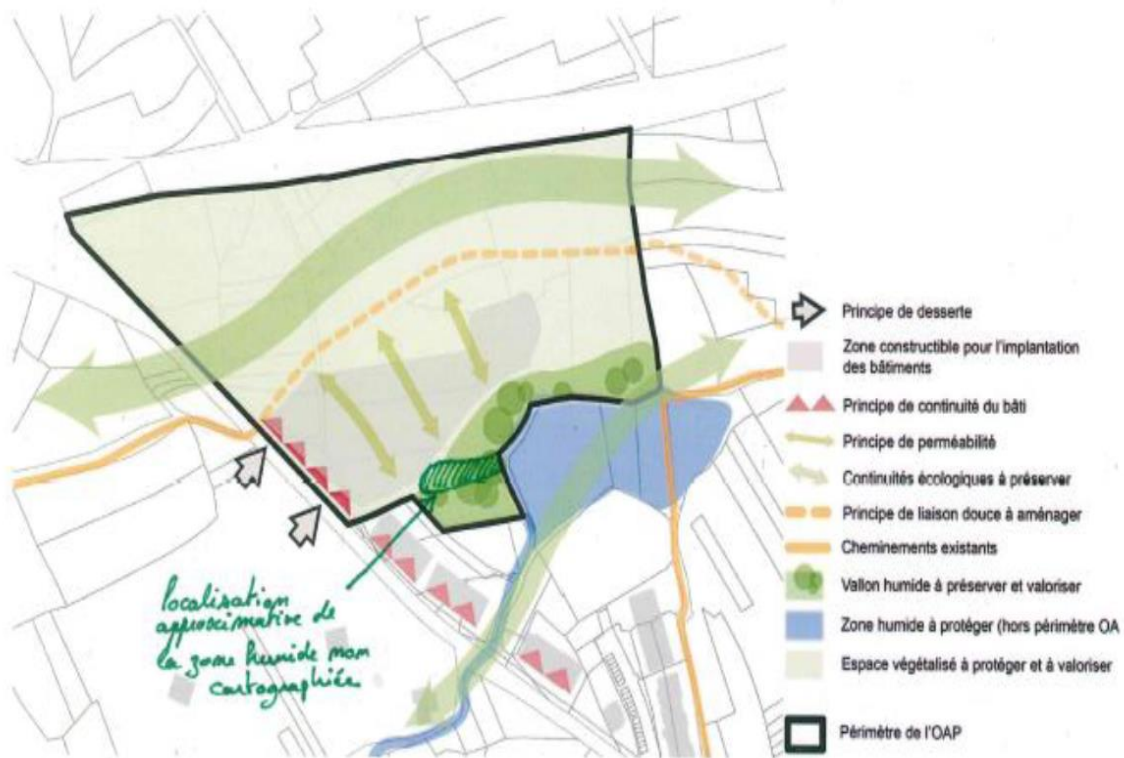 Principe de desserte
Zone constructible pour l'implantation
des bâtiments
Principe de continuité du bâti
Principe de perméabilité
Continuités écologiques à préserver
Principe de liaison douce à aménager
Cheminements existants
Vallon humide à préserver et valoriser
Zone humide à protéger (hors périmètre OA
Espace végétalisé à protéger et à valoriser
Périmètre de l'OAP
localisation
approximative de
la zone humide non
cartographiée